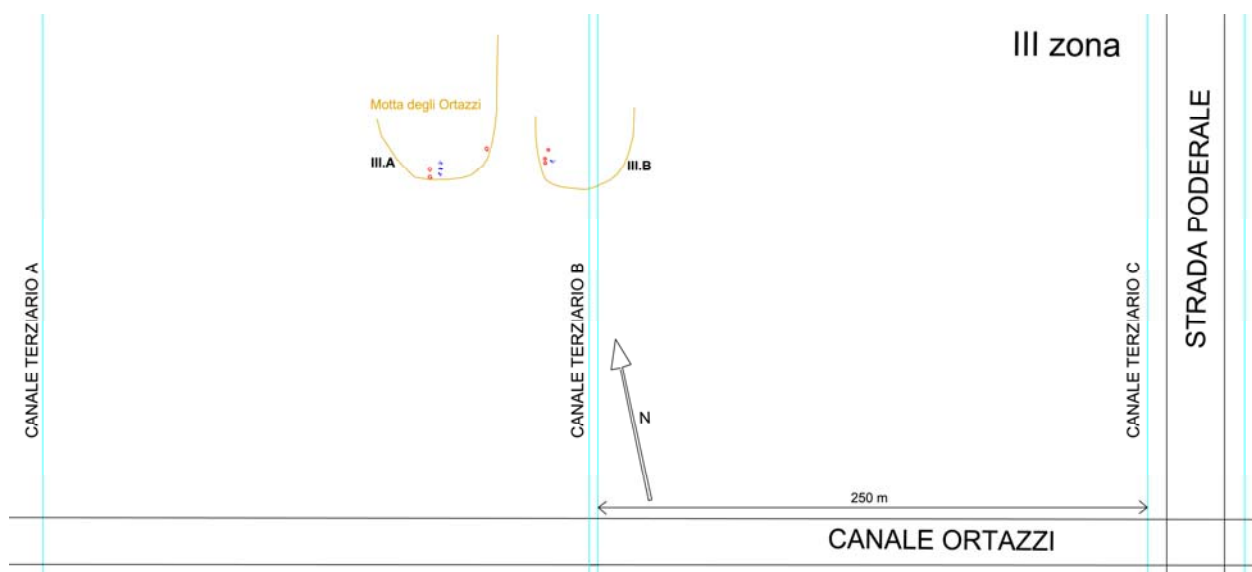 III zona
Motta degli Ortazzi
III.A
III.B
CANALE TERZIARIO A
CANALE TERZIARIO B
CANALE TERZIARIO C
STRADA PODERALE
N
250 m
CANALE ORTAZZI